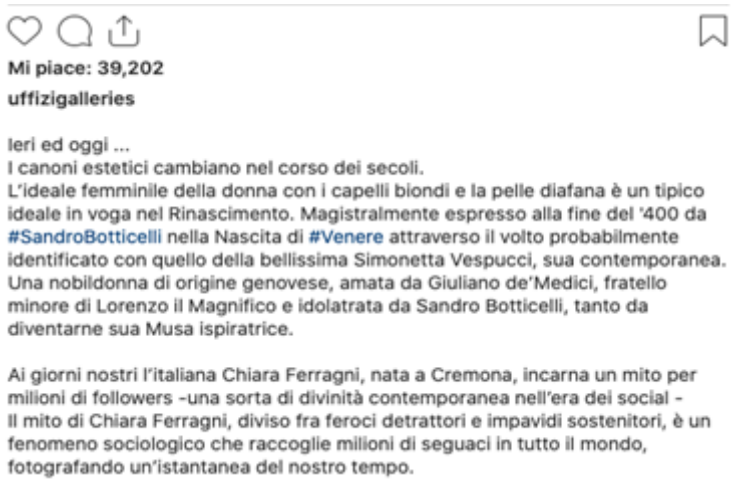 Mi piace: 39,202
uffizigalleries
Ieri ed oggi ...
I canoni estetici cambiano nel corso dei secoli.
L'ideale femminile della donna con i capelli biondi e la pelle diafana è un tipico
ideale in voga nel Rinascimento. Magistralmente espresso alla fine del '400 da
#SandroBotticelli nella Nascita di #Venere attraverso il volto probabilmente
identificato con quello della bellissima Simonetta Vespucci, sua contemporanea.
Una nobildonna di origine genovese, amata da Giuliano de'Medici, fratello
minore di Lorenzo il Magnifico e idolatrata da Sandro Botticelli, tanto da
diventarne sua Musa ispiratrice.
Ai giorni nostri l'italiana Chiara Ferragni, nata a Cremona, incarna un mito per
milioni di followers -una sorta di divinità contemporanea nell'era dei social -
Il mito di Chiara Ferragni, diviso fra feroci detrattori e impavidi sostenitori, è un
fenomeno sociologico che raccoglie milioni di seguaci in tutto il mondo,
fotografando un'istantanea del nostro tempo.